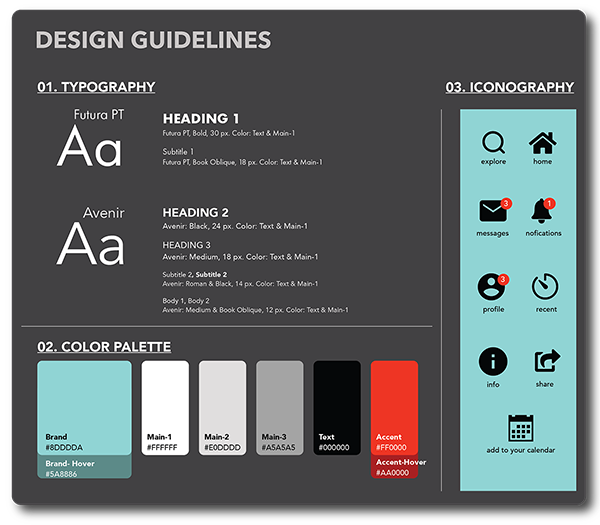 DESIGN GUIDELINES
01. TYPOGRAPHY
Futura PT
Aa
HEADING 1
Futura PT, Bold, 30 px. Color: Text & Main-1
Subtitle 1
Futura PT, Book Oblique, 18 px. Color: Text & Main-1
Avenir
Aa
HEADING 2
Avenir: Black, 24 px. Color: Text & Main-1
HEADING 3
Avenir: Medium, 18 px. Color: Text & Main-1
Subtitle 2, Subtitle 2
Avenir: Roman & Black, 14 px. Color: Text & Main-1
Body 1, Body 2
Avenir: Medium & Book Oblique, 12 px. Color: Text & Main-1
02. COLOR PALETTE
Brand
#8DDDDA
Brand- Hover
#5A8886
Main-1
#FFFFFF
Main-2
#E0DDDD
Main-3
#A5A5A5
Text
#000000
Accent
#FF0000
Accent-Hover
#AA0000
03. ICONOGRAPHY
explore
home
3
messages
1
nofications
3
profile
recent
info
share
add to your calendar